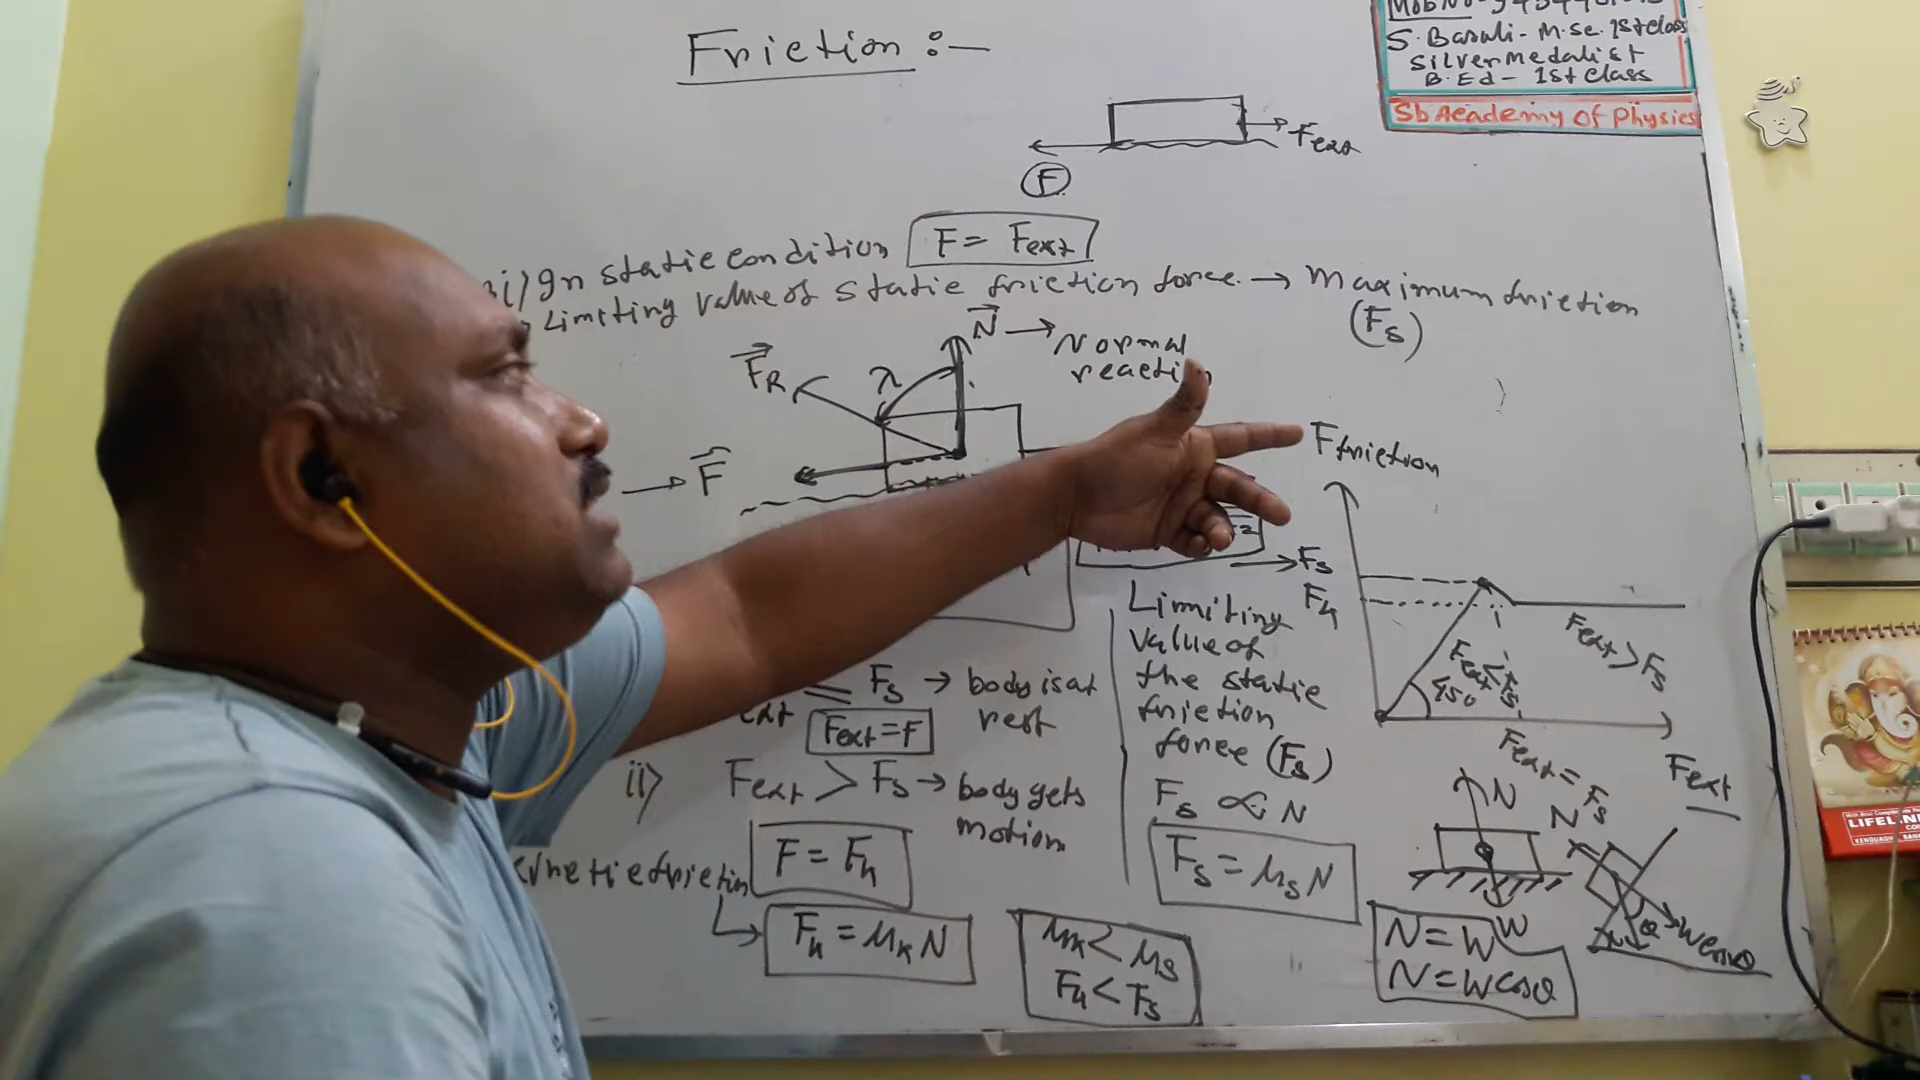 Friction :-
S. Basuli - M.Sc. 1st class
Silver Medalist
B.Ed - 1st class
Sb Academy of Physics
Fext
F
i) In static condition F = Fext
Limiting value of static friction force. → Maximum friction
(Fs)
N → Normal
FR
λ
→ F
Ffriction
→ Fs
Fk
Fext > Fs
Fext < Fs
45°
Fext = Fs
Fext
ext ≤ Fs → body is at
rest
Fext = F
ii) Fext > Fs → body gets
motion
F = Fk
Kinetic friction
Fk = μk N
μk < μs
Fk < Fs
Limiting
value of
the static
friction
force (Fs)
Fs ∝ N
Fs = μs N
N
W
N
θ
W cosθ
N = W
N = W cosθ
LIFEL